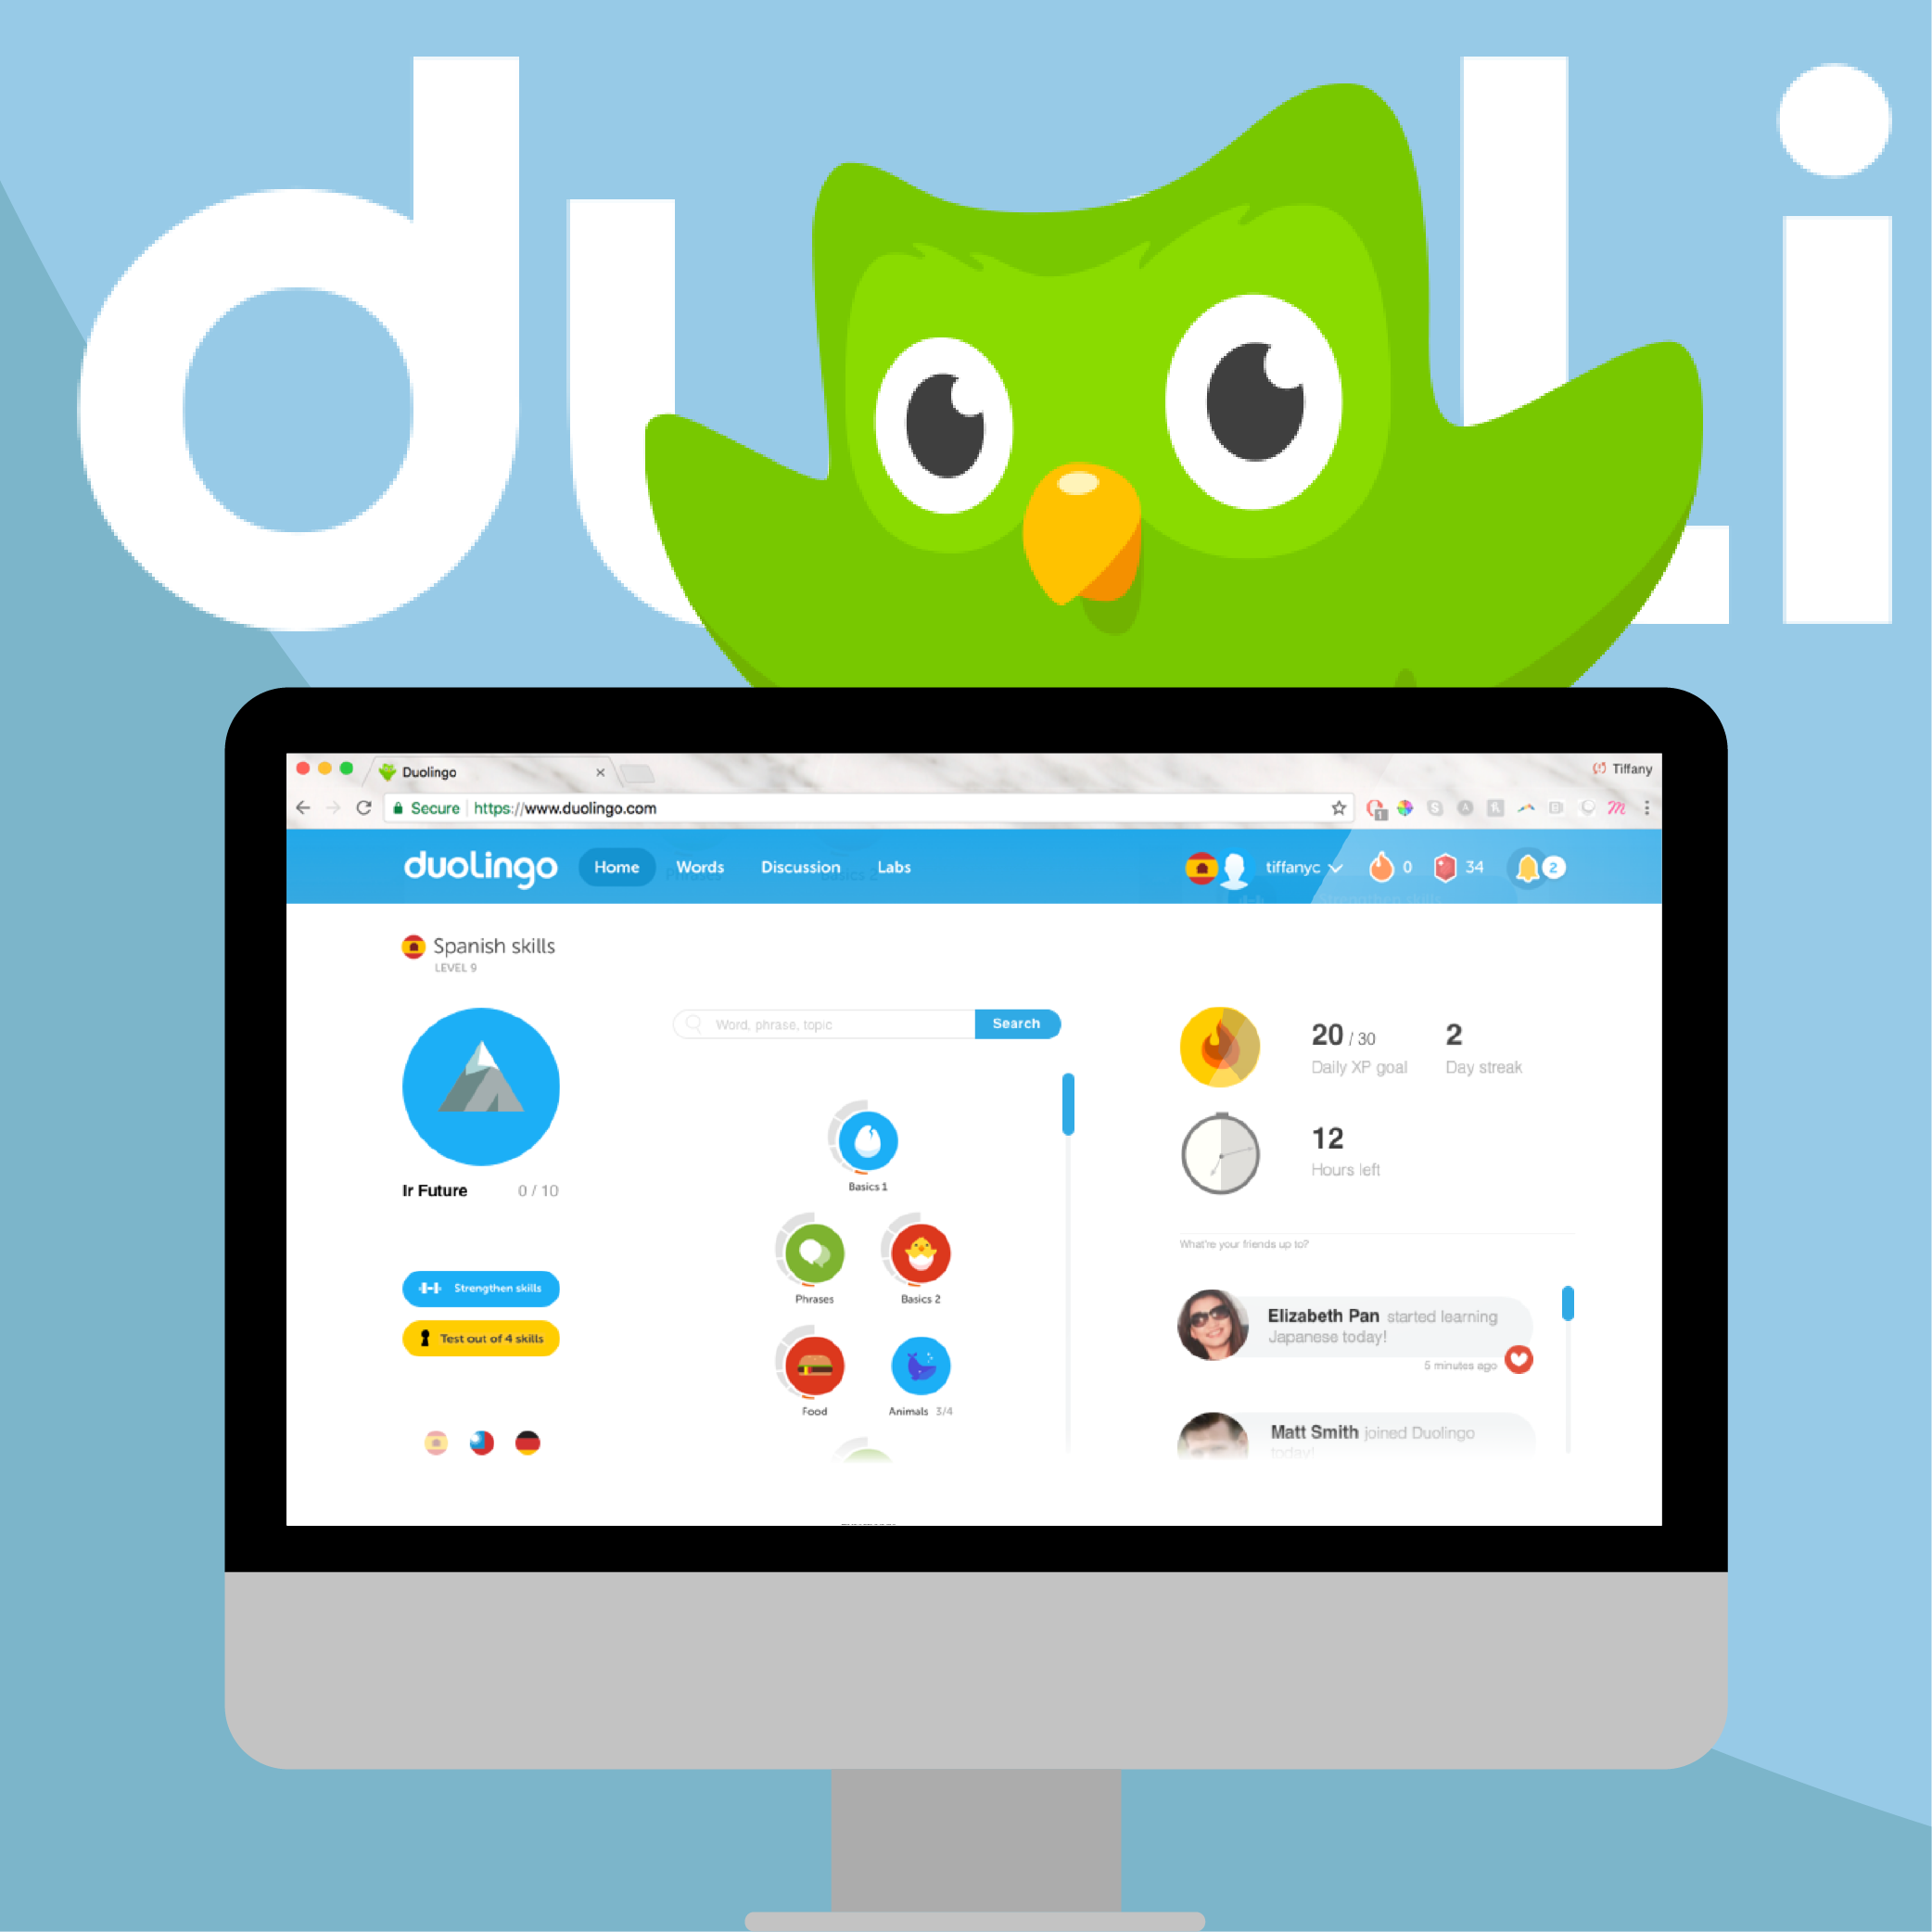 duLi
Duolingo
Tiffany
Secure https://www.duolingo.com
duolingo Home Words Discussion Labs tiffanyc 0 34 2
Spanish skills
LEVEL 9
Word, phrase, topic Search
20 / 30 2
Daily XP goal Day streak
12
Hours left
Basics 1
Ir Future 0 / 10
What're your friends up to?
Strengthen skills
Phrases Basics 2
Test out of 4 skills
Elizabeth Pan started learning
Japanese today!
5 minutes ago
Food Animals 3/4
Matt Smith joined Duolingo
today!